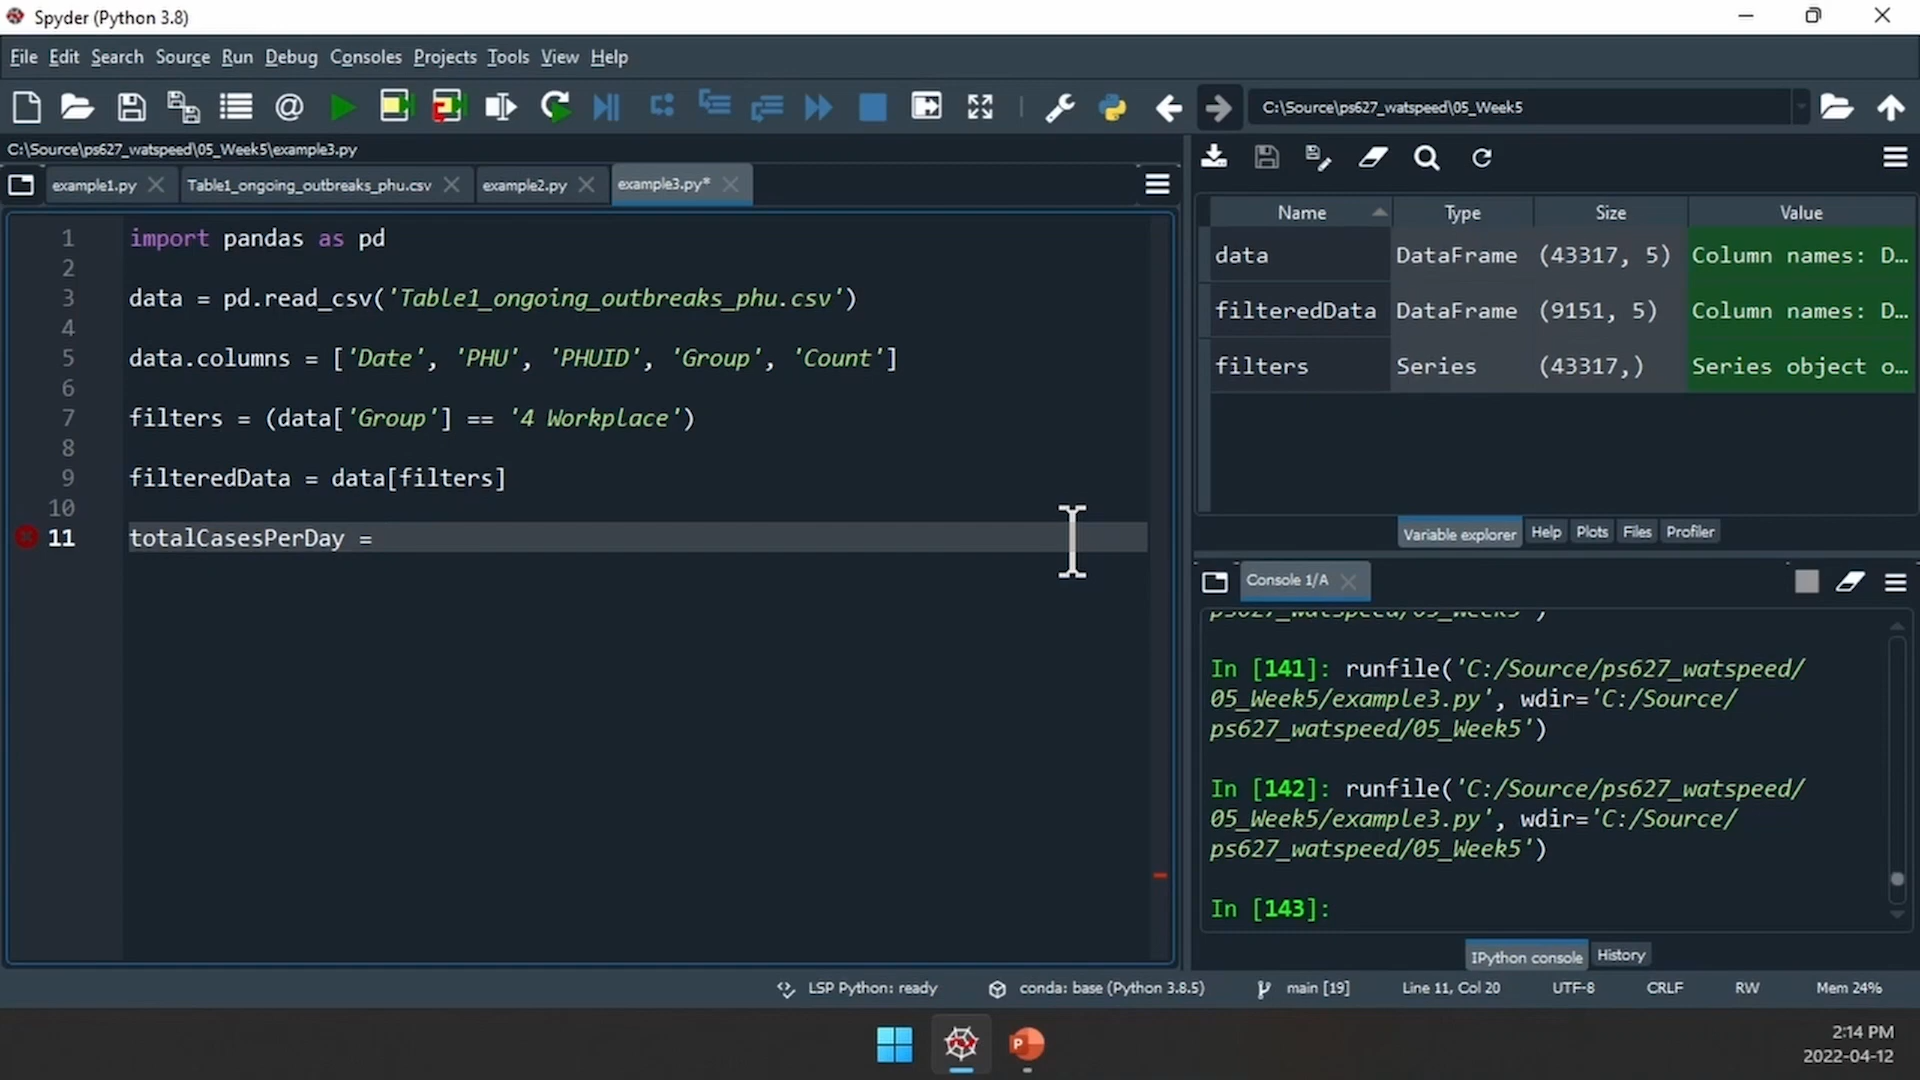 Spyder (Python 3.8)
File Edit Search Source Run Debug Consoles Projects Tools View Help
C:\Source\ps627_watspeed\05_Week5
C:\Source\ps627_watspeed\05_Week5\example3.py
example1.py Table1_ongoing_outbreaks_phu.csv example2.py example3.py*
1 import pandas as pd
2
3 data = pd.read_csv('Table1_ongoing_outbreaks_phu.csv')
4
5 data.columns = ['Date', 'PHU', 'PHUID', 'Group', 'Count']
6
7 filters = (data['Group'] == '4 Workplace')
8
9 filteredData = data[filters]
10
11 totalCasesPerDay =
Name Type Size Value
data DataFrame (43317, 5) Column names: D…
filteredData DataFrame (9151, 5) Column names: D…
filters Series (43317,) Series object o…
Variable explorer Help Plots Files Profiler
Console 1/A
ps627_watspeed/05_Week5')
In [141]: runfile('C:/Source/ps627_watspeed/
05_Week5/example3.py', wdir='C:/Source/
ps627_watspeed/05_Week5')
In [142]: runfile('C:/Source/ps627_watspeed/
05_Week5/example3.py', wdir='C:/Source/
ps627_watspeed/05_Week5')
In [143]:
IPython console History
LSP Python: ready conda: base (Python 3.8.5) main [19] Line 11, Col 20 UTF-8 CRLF RW Mem 24%
P
2:14 PM
2022-04-12